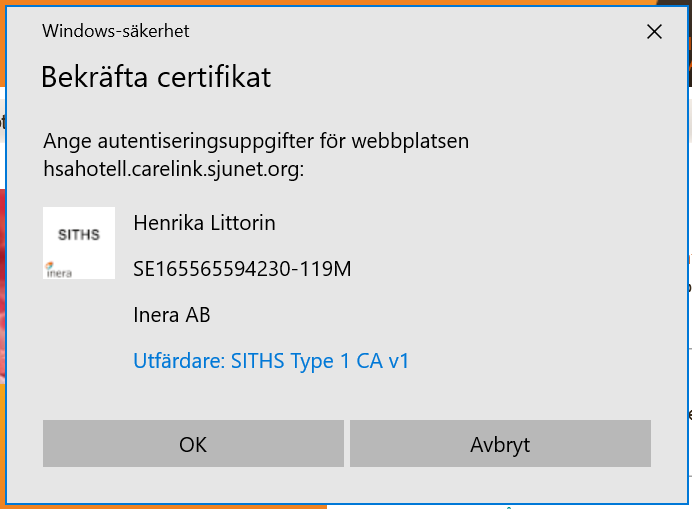 Windows-säkerhet
Bekräfta certifikat
Ange autentiseringsuppgifter för webbplatsen
hsahotell.carelink.sjunet.org:
SITHS
inera
Henrika Littorin
SE165565594230-119M
Inera AB
Utfärdare: SITHS Type 1 CA v1
OK
Avbryt